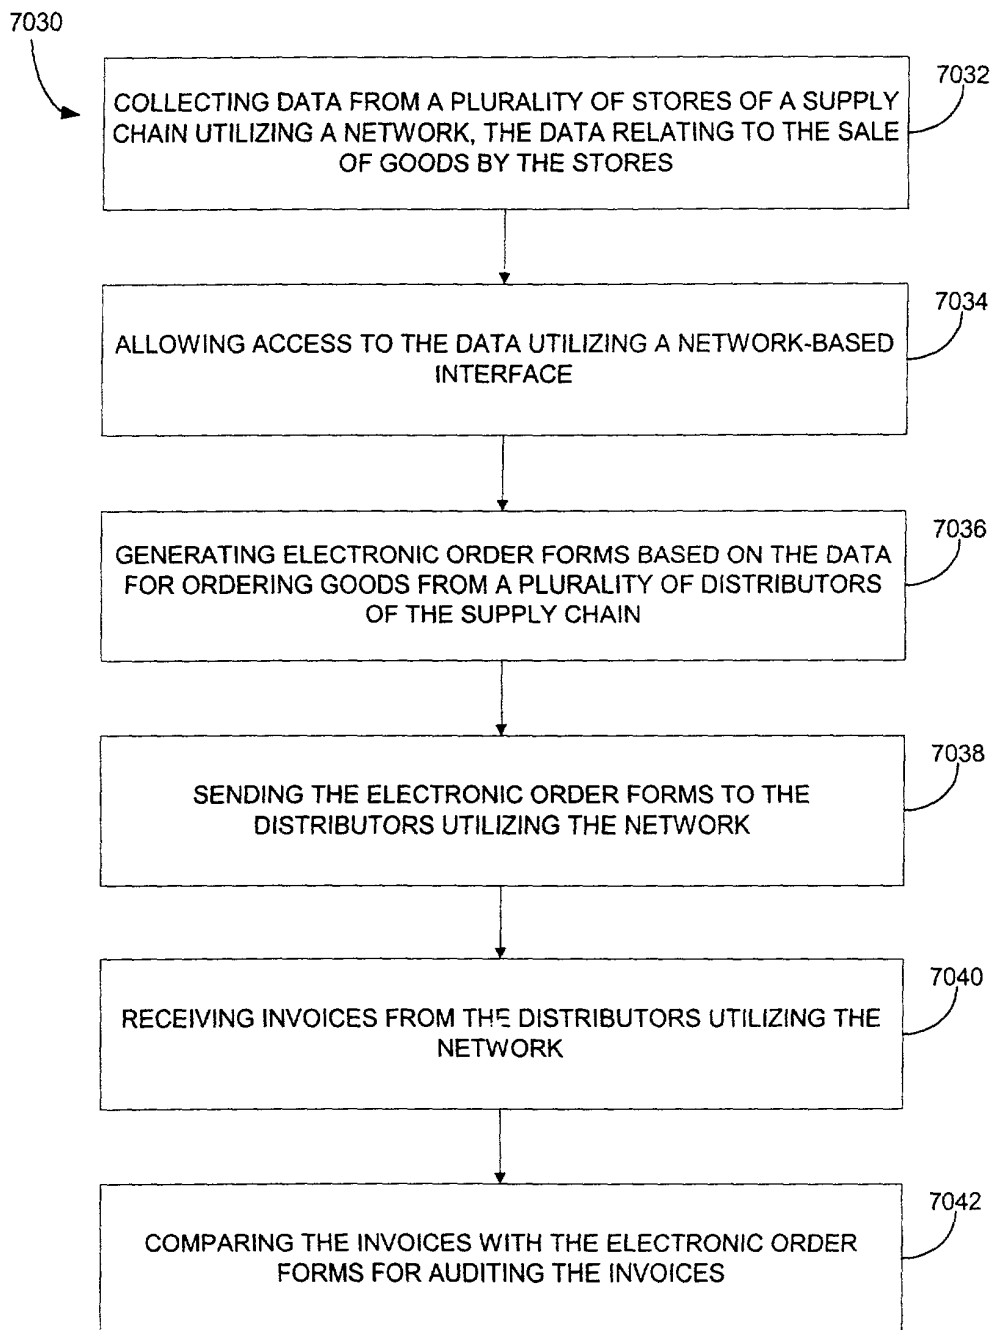 7030
7032
COLLECTING DATA FROM A PLURALITY OF STORES OF A SUPPLY
CHAIN UTILIZING A NETWORK, THE DATA RELATING TO THE SALE
OF GOODS BY THE STORES
7034
ALLOWING ACCESS TO THE DATA UTILIZING A NETWORK-BASED
INTERFACE
7036
GENERATING ELECTRONIC ORDER FORMS BASED ON THE DATA
FOR ORDERING GOODS FROM A PLURALITY OF DISTRIBUTORS
OF THE SUPPLY CHAIN
7038
SENDING THE ELECTRONIC ORDER FORMS TO THE
DISTRIBUTORS UTILIZING THE NETWORK
7040
RECEIVING INVOICES FROM THE DISTRIBUTORS UTILIZING THE
NETWORK
7042
COMPARING THE INVOICES WITH THE ELECTRONIC ORDER
FORMS FOR AUDITING THE INVOICES